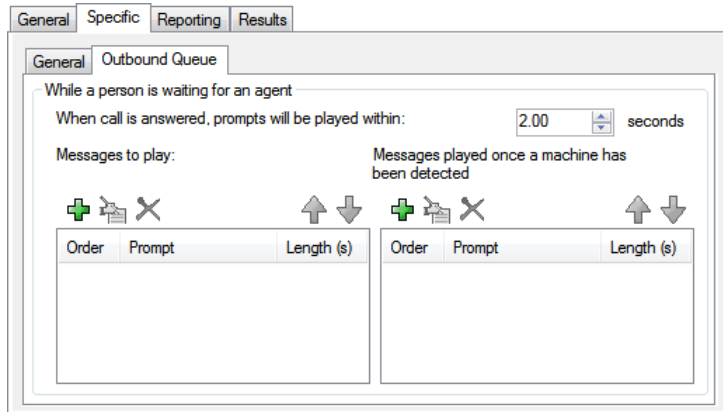 General Specific Reporting Results
General Outbound Queue
While a person is waiting for an agent
When call is answered, prompts will be played within: 2.00 seconds
Messages to play:
Messages played once a machine has
been detected
Order Prompt Length (s)
Order Prompt Length (s)